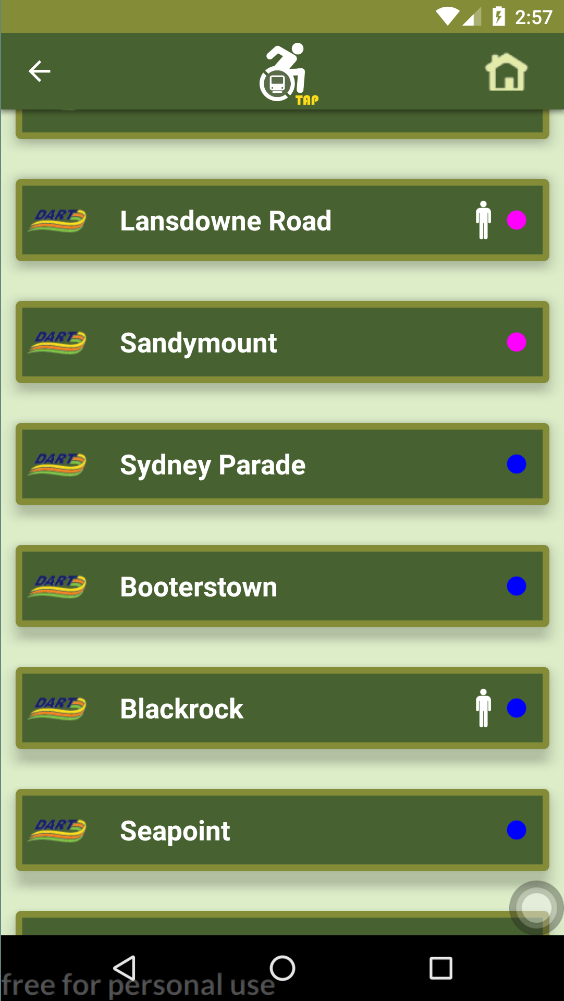 2:57
TAP
DART Lansdowne Road
DART Sandymount
DART Sydney Parade
DART Booterstown
DART Blackrock
DART Seapoint
free for personal use